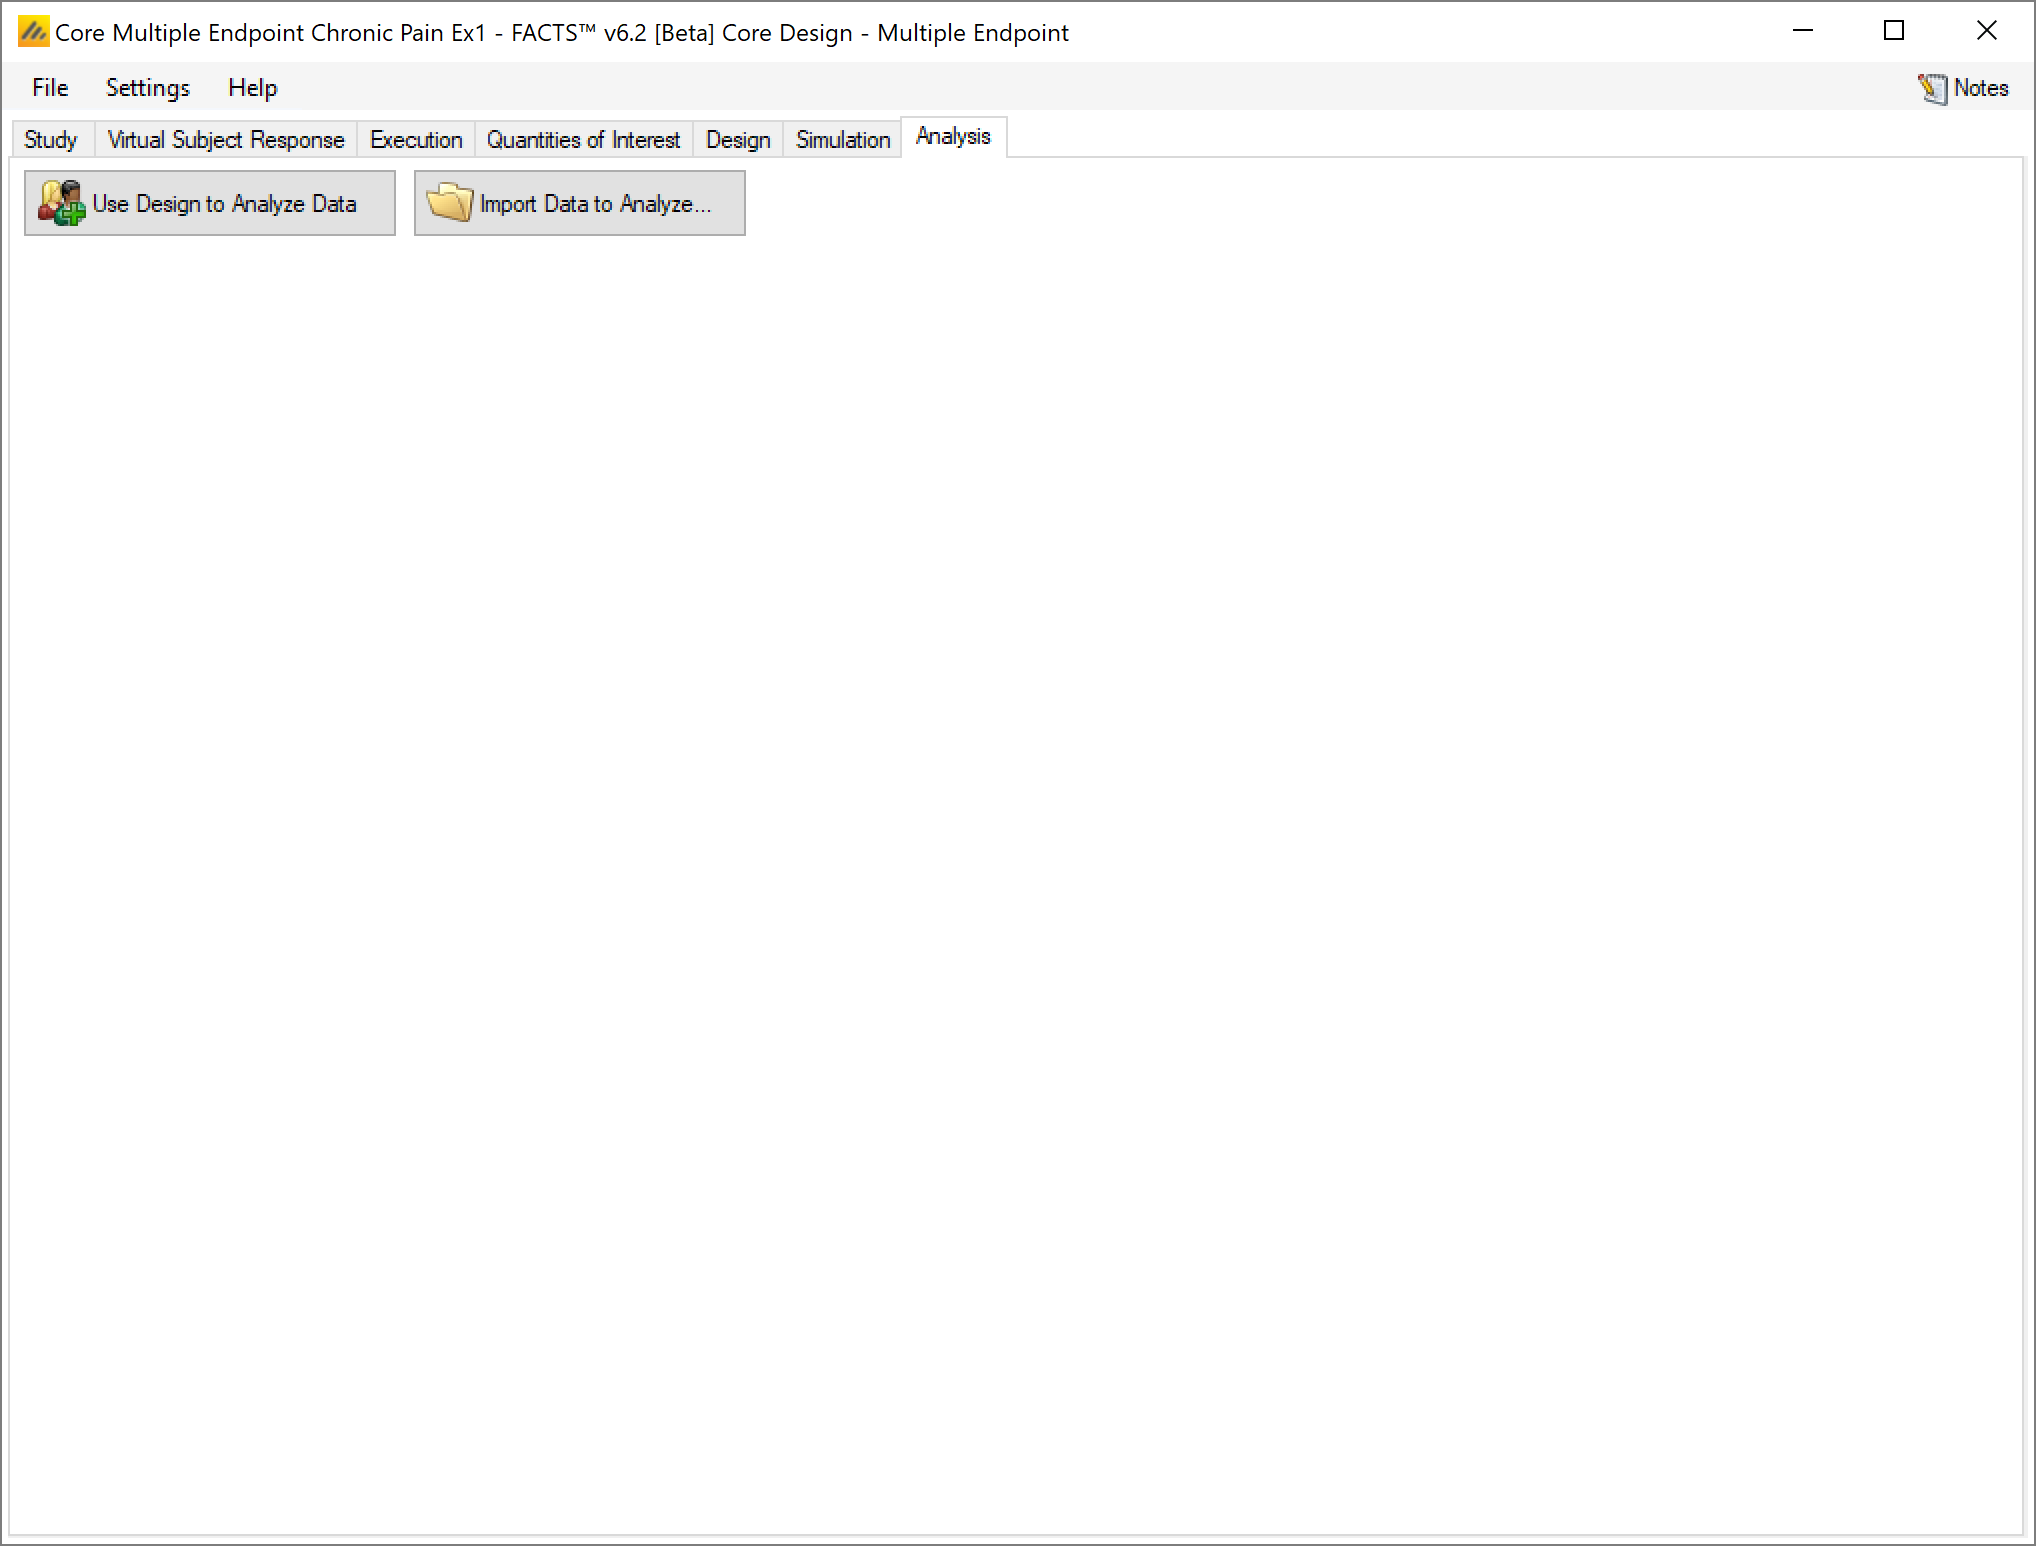 Core Multiple Endpoint Chronic Pain Ex1 - FACTS™ v6.2 [Beta] Core Design - Multiple Endpoint
File Settings Help Notes
Study Virtual Subject Response Execution Quantities of Interest Design Simulation Analysis
Use Design to Analyze Data Import Data to Analyze...